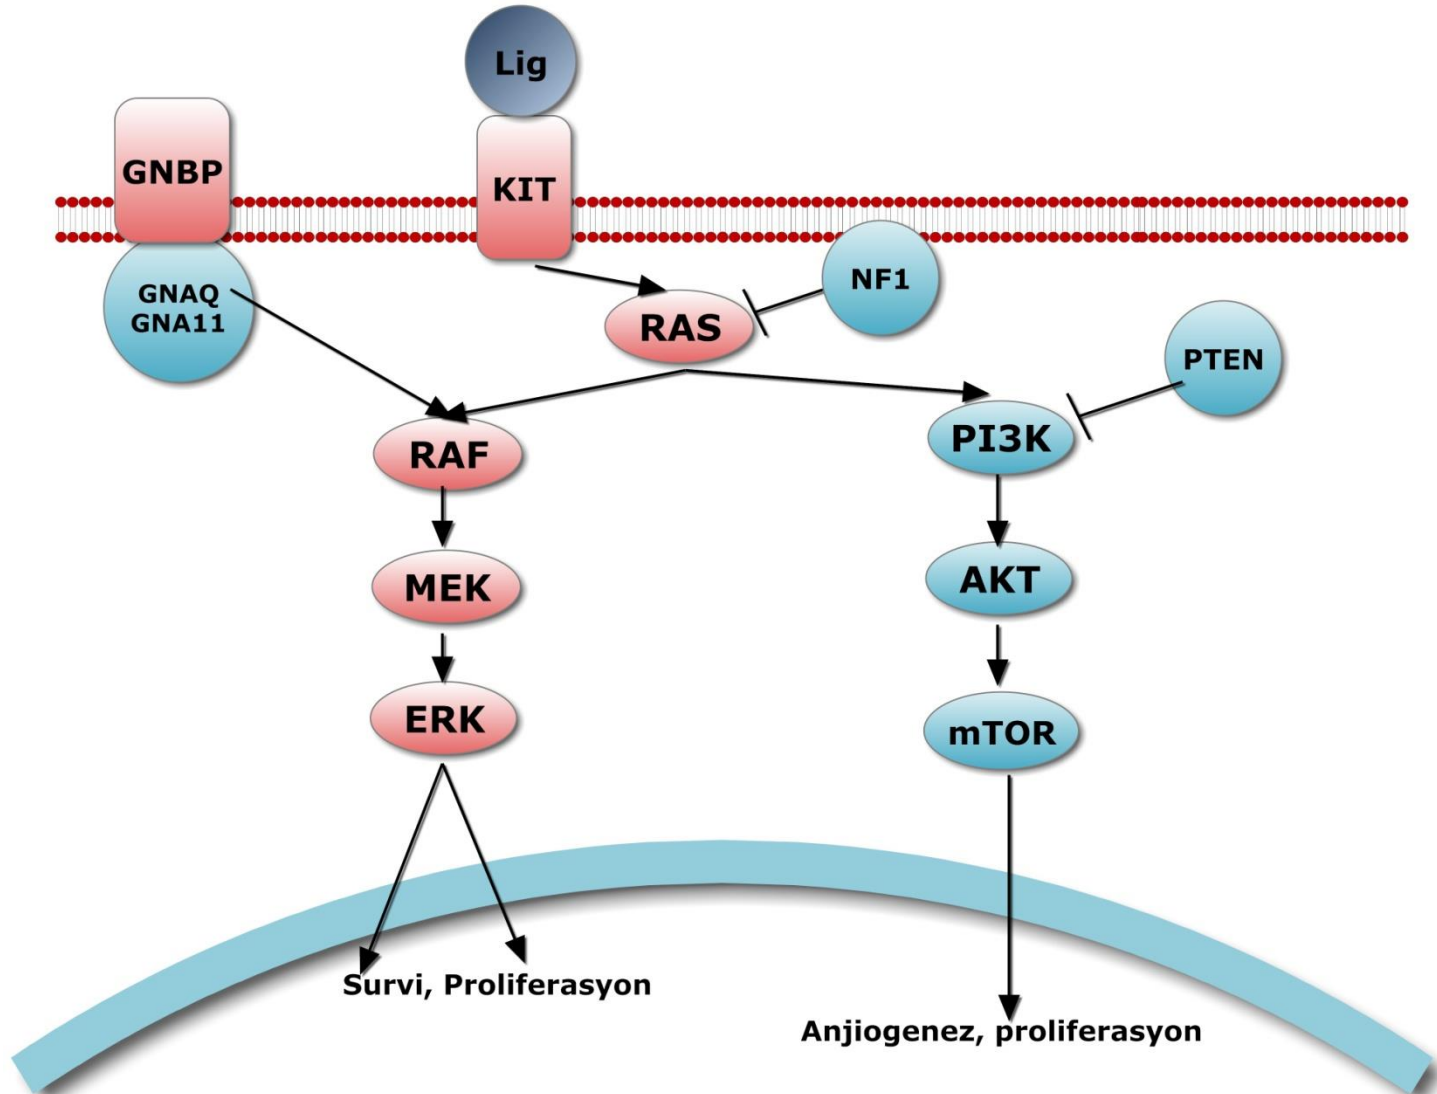 Lig
GNBP
KIT
GNAQ
GNA11
NF1
RAS
PTEN
RAF
PI3K
MEK
AKT
ERK
mTOR
Survi, Proliferasyon
Anjiogenez, proliferasyon